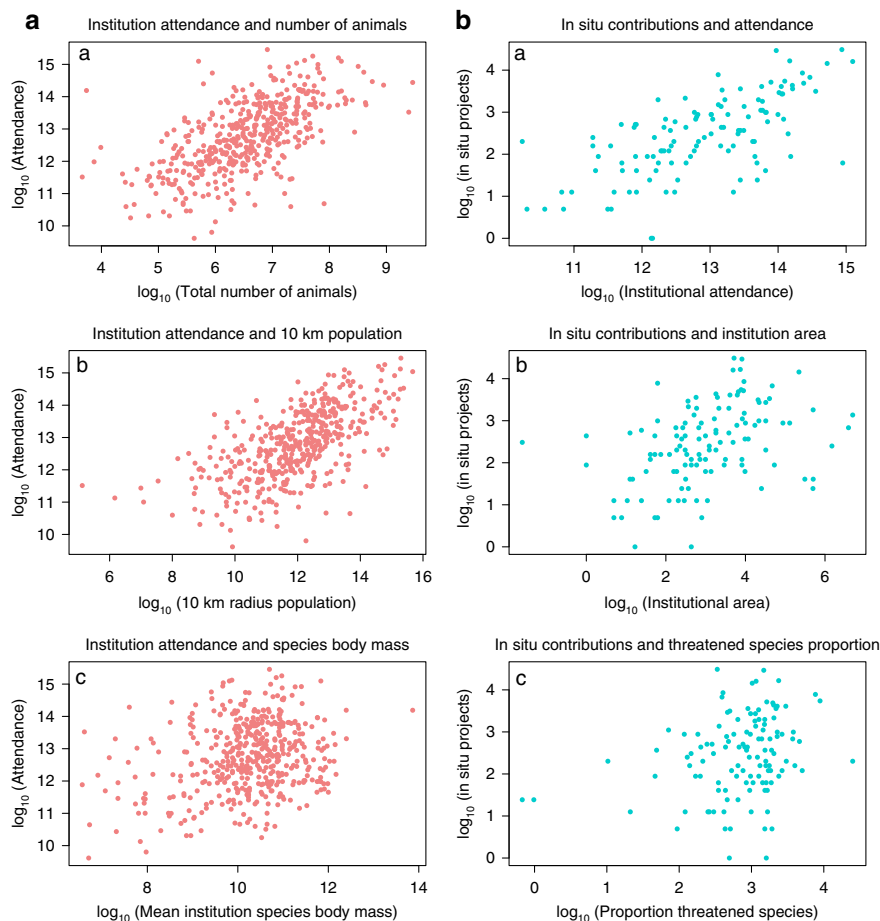 a
Institution attendance and number of animals
a
15
14
13
12
11
10
log10 (Attendance)
4 5 6 7 8 9
log10 (Total number of animals)
Institution attendance and 10 km population
b
15
14
13
12
11
10
log10 (Attendance)
6 8 10 12 14 16
log10 (10 km radius population)
Institution attendance and species body mass
c
15
14
13
12
11
10
log10 (Attendance)
8 10 12 14
log10 (Mean institution species body mass)
b
In situ contributions and attendance
a
4
3
2
1
0
log10 (in situ projects)
11 12 13 14 15
log10 (Institutional attendance)
In situ contributions and institution area
b
4
3
2
1
0
log10 (in situ projects)
0 2 4 6
log10 (Institutional area)
In situ contributions and threatened species proportion
c
4
3
2
1
0
log10 (in situ projects)
0 1 2 3 4
log10 (Proportion threatened species)